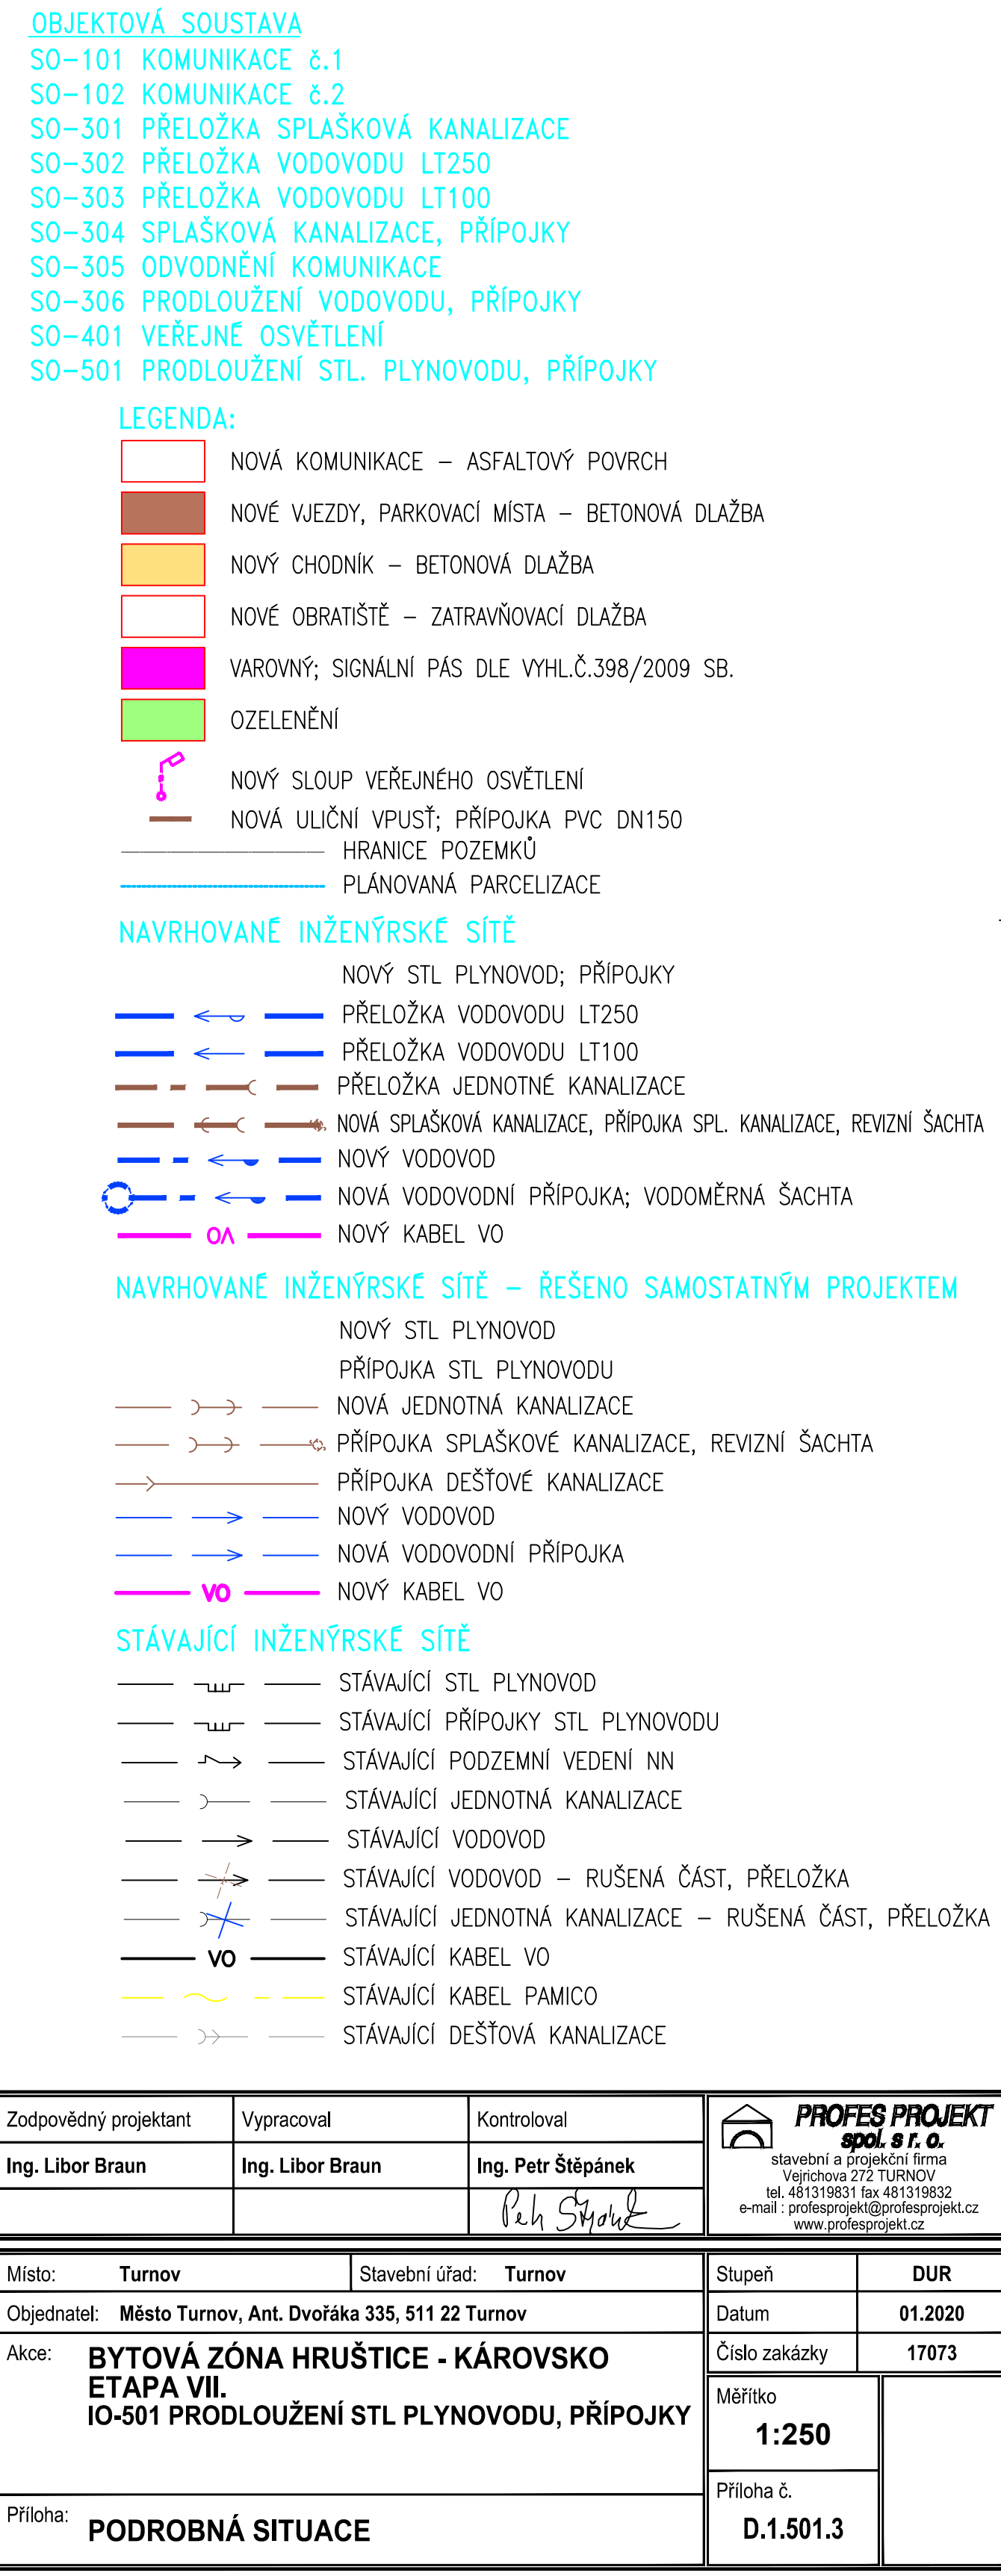 OBJEKTOVÁ SOUSTAVA
SO-101 KOMUNIKACE č.1
SO-102 KOMUNIKACE č.2
SO-301 PŘELOŽKA SPLAŠKOVÁ KANALIZACE
SO-302 PŘELOŽKA VODOVODU LT250
SO-303 PŘELOŽKA VODOVODU LT100
SO-304 SPLAŠKOVÁ KANALIZACE, PŘÍPOJKY
SO-305 ODVODNĚNÍ KOMUNIKACE
SO-306 PRODLOUŽENÍ VODOVODU, PŘÍPOJKY
SO-401 VEŘEJNÉ OSVĚTLENÍ
SO-501 PRODLOUŽENÍ STL. PLYNOVODU, PŘÍPOJKY
LEGENDA:
NOVÁ KOMUNIKACE – ASFALTOVÝ POVRCH
NOVÉ VJEZDY, PARKOVACÍ MÍSTA – BETONOVÁ DLAŽBA
NOVÝ CHODNÍK – BETONOVÁ DLAŽBA
NOVÉ OBRATIŠTĚ – ZATRAVŇOVACÍ DLAŽBA
VAROVNÝ; SIGNÁLNÍ PÁS DLE VYHL.Č.398/2009 SB.
OZELENĚNÍ
NOVÝ SLOUP VEŘEJNÉHO OSVĚTLENÍ
NOVÁ ULIČNÍ VPUSŤ; PŘÍPOJKA PVC DN150
HRANICE POZEMKŮ
PLÁNOVANÁ PARCELIZACE
NAVRHOVANÉ INŽENÝRSKÉ SÍTĚ
NOVÝ STL PLYNOVOD; PŘÍPOJKY
PŘELOŽKA VODOVODU LT250
PŘELOŽKA VODOVODU LT100
PŘELOŽKA JEDNOTNÉ KANALIZACE
NOVÁ SPLAŠKOVÁ KANALIZACE, PŘÍPOJKA SPL. KANALIZACE, REVIZNÍ ŠACHTA
NOVÝ VODOVOD
NOVÁ VODOVODNÍ PŘÍPOJKA; VODOMĚRNÁ ŠACHTA
VO NOVÝ KABEL VO
NAVRHOVANÉ INŽENÝRSKÉ SÍTĚ – ŘEŠENO SAMOSTATNÝM PROJEKTEM
NOVÝ STL PLYNOVOD
PŘÍPOJKA STL PLYNOVODU
NOVÁ JEDNOTNÁ KANALIZACE
PŘÍPOJKA SPLAŠKOVÉ KANALIZACE, REVIZNÍ ŠACHTA
PŘÍPOJKA DEŠŤOVÉ KANALIZACE
NOVÝ VODOVOD
NOVÁ VODOVODNÍ PŘÍPOJKA
VO NOVÝ KABEL VO
STÁVAJÍCÍ INŽENÝRSKÉ SÍTĚ
STÁVAJÍCÍ STL PLYNOVOD
STÁVAJÍCÍ PŘÍPOJKY STL PLYNOVODU
STÁVAJÍCÍ PODZEMNÍ VEDENÍ NN
STÁVAJÍCÍ JEDNOTNÁ KANALIZACE
STÁVAJÍCÍ VODOVOD
STÁVAJÍCÍ VODOVOD – RUŠENÁ ČÁST, PŘELOŽKA
STÁVAJÍCÍ JEDNOTNÁ KANALIZACE – RUŠENÁ ČÁST, PŘELOŽKA
VO STÁVAJÍCÍ KABEL VO
STÁVAJÍCÍ KABEL PAMICO
STÁVAJÍCÍ DEŠŤOVÁ KANALIZACE
Zodpovědný projektant Vypracoval Kontroloval
Ing. Libor Braun Ing. Libor Braun Ing. Petr Štěpánek
PROFES PROJEKT
spol. s r. o.
stavební a projekční firma
Vejrichova 272 TURNOV
tel. 481319831 fax 481319832
e-mail : profesprojekt@profesprojekt.cz
www.profesprojekt.cz
Místo: Turnov Stavební úřad: Turnov
Objednatel: Město Turnov, Ant. Dvořáka 335, 511 22 Turnov
Akce: BYTOVÁ ZÓNA HRUŠTICE - KÁROVSKO
ETAPA VII.
IO-501 PRODLOUŽENÍ STL PLYNOVODU, PŘÍPOJKY
Příloha: PODROBNÁ SITUACE
Stupeň DUR
Datum 01.2020
Číslo zakázky 17073
Měřítko
1:250
Příloha č.
D.1.501.3